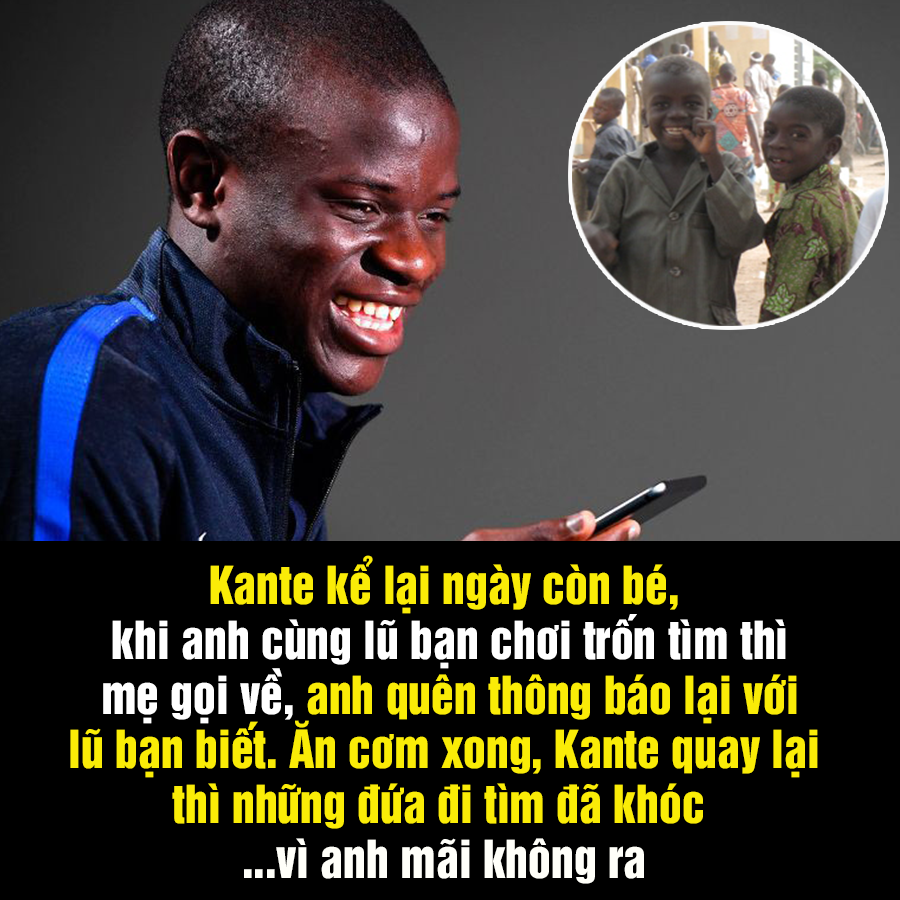 Kante kể lại ngày còn bé,
khi anh cùng lũ bạn chơi trốn tìm thì
mẹ gọi về, anh quên thông báo lại với
lũ bạn biết. Ăn cơm xong, Kante quay lại
thì những đứa đi tìm đã khóc
...vì anh mãi không ra